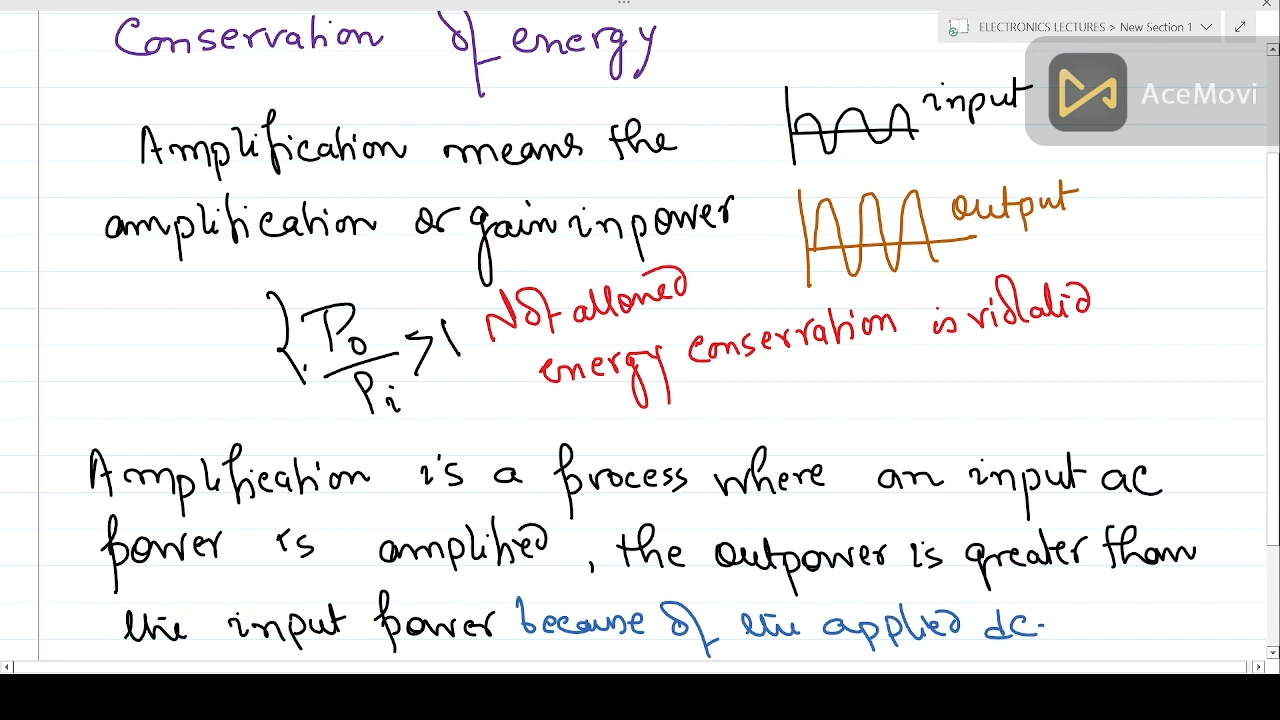 ELECTRONICS LECTURES > New Section 1
AceMovi
Conservation of energy
Amplification means the
amplification or gain in power
input
output
{ Po/Pi >1
Not allowed
energy conservation is violated
Amplification is a process where an input ac
power is amplified, the outpower is greater than
the input power because of the applied dc.